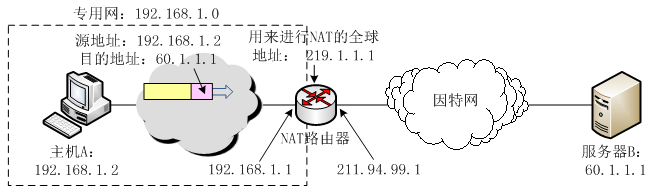 专用网：192.168.1.0
源地址：192.168.1.2
目的地址：60.1.1.1
用来进行NAT的全球
地址： 219.1.1.1
因特网
NAT路由器
主机A：
192.168.1.2
192.168.1.1
211.94.99.1
服务器B：
60.1.1.1